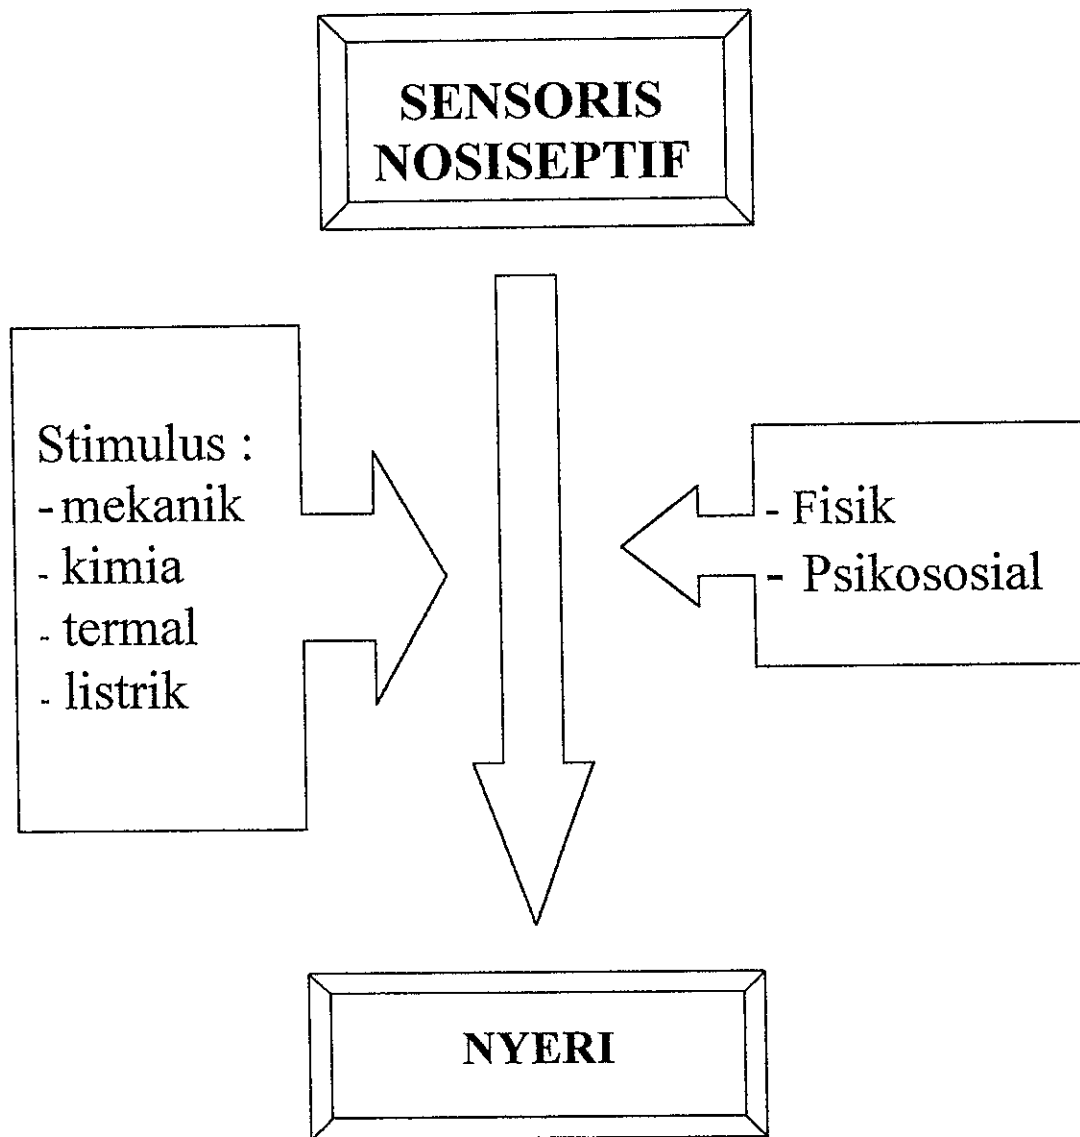 SENSORIS
NOSISEPTIF
Stimulus :
- mekanik
- kimia
- termal
- listrik
- Fisik
- Psikososial
NYERI